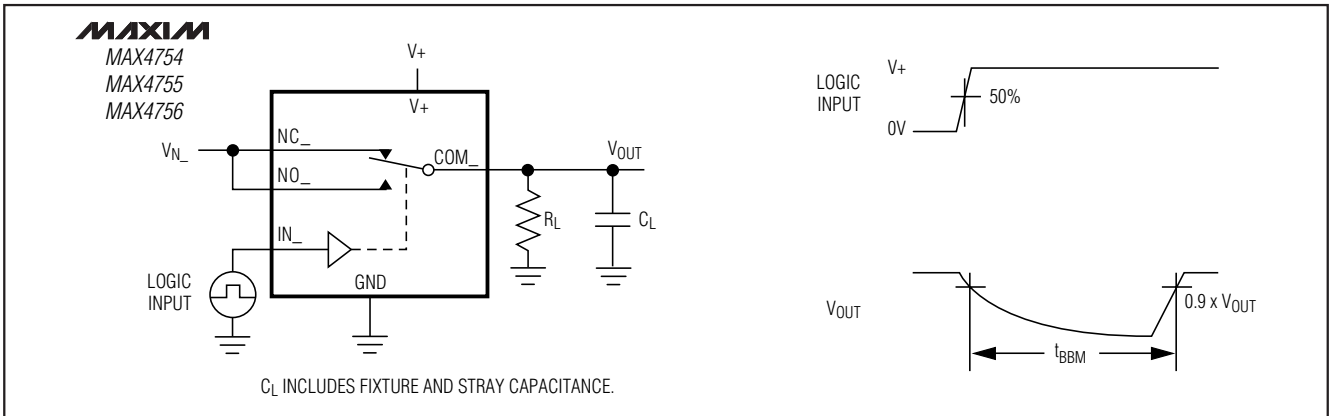 MAXIM
MAX4754
MAX4755
MAX4756
V+
V+
NC_
V_N_
COM_
V_OUT
NO_
R_L
C_L
IN_
LOGIC
INPUT
GND
C_L INCLUDES FIXTURE AND STRAY CAPACITANCE.
LOGIC
INPUT
V+
50%
0V
V_OUT
0.9 x V_OUT
t_BBM